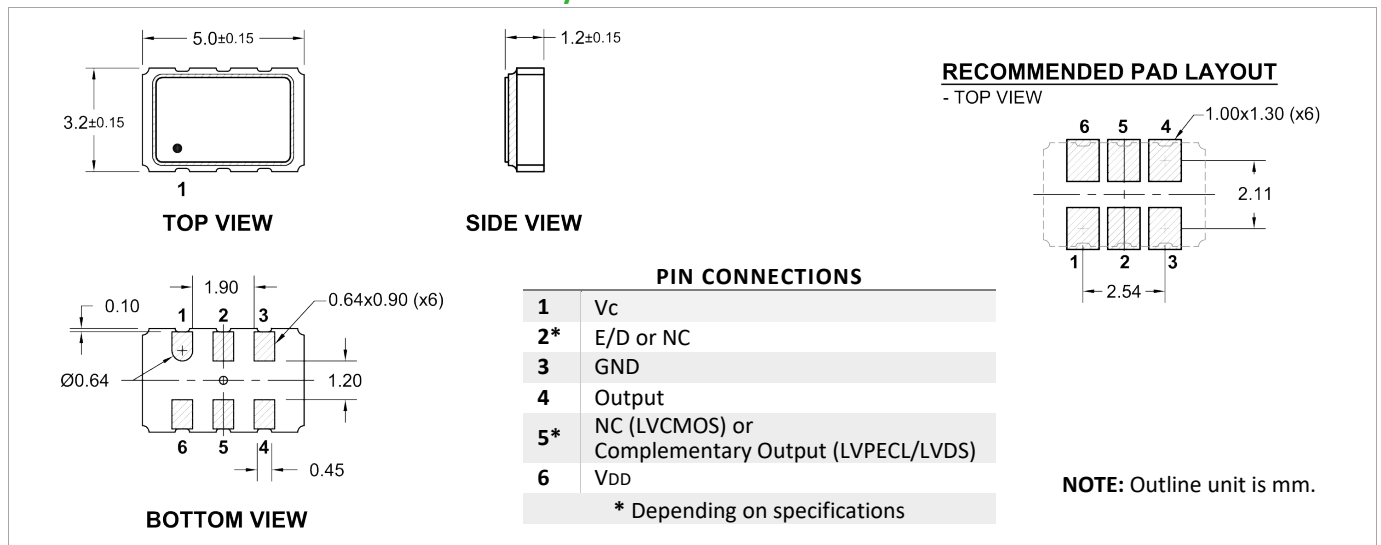 5.0±0.15
3.2±0.15
1
TOP VIEW
1.2±0.15
SIDE VIEW
RECOMMENDED PAD LAYOUT
- TOP VIEW
6 5 4
1.00x1.30 (x6)
2.11
1 2 3
2.54
0.10
1.90
1 2 3
0.64x0.90 (x6)
Ø0.64
1.20
6 5 4
0.45
BOTTOM VIEW
PIN CONNECTIONS
1 Vc
2* E/D or NC
3 GND
4 Output
5* NC (LVCMOS) or
Complementary Output (LVPECL/LVDS)
6 VDD
* Depending on specifications
NOTE: Outline unit is mm.